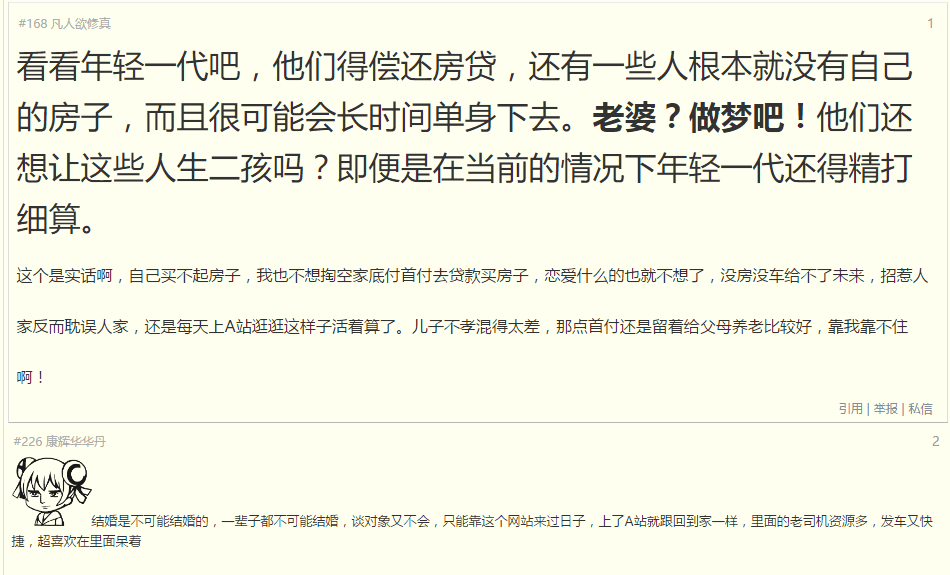 #168 凡人欲修真 1
看看年轻一代吧，他们得偿还房贷，还有一些人根本就没有自己
的房子，而且很可能会长时间单身下去。老婆？做梦吧！他们还
想让这些人生二孩吗？即便是在当前的情况下年轻一代还得精打
细算。
这个是实话啊，自己买不起房子，我也不想掏空家底付首付去贷款买房子，恋爱什么的也就不想了，没房没车给不了未来，招惹人
家反而耽误人家，还是每天上A站逛逛这样子活着算了。儿子不孝混得太差，那点首付还是留着给父母养老比较好，靠我靠不住
啊！
引用 | 举报 | 私信
#226 康辉华华丹 2
结婚是不可能结婚的，一辈子都不可能结婚，谈对象又不会，只能靠这个网站来过日子，上了A站就跟回到家一样，里面的老司机资源多，发车又快
捷，超喜欢在里面呆着